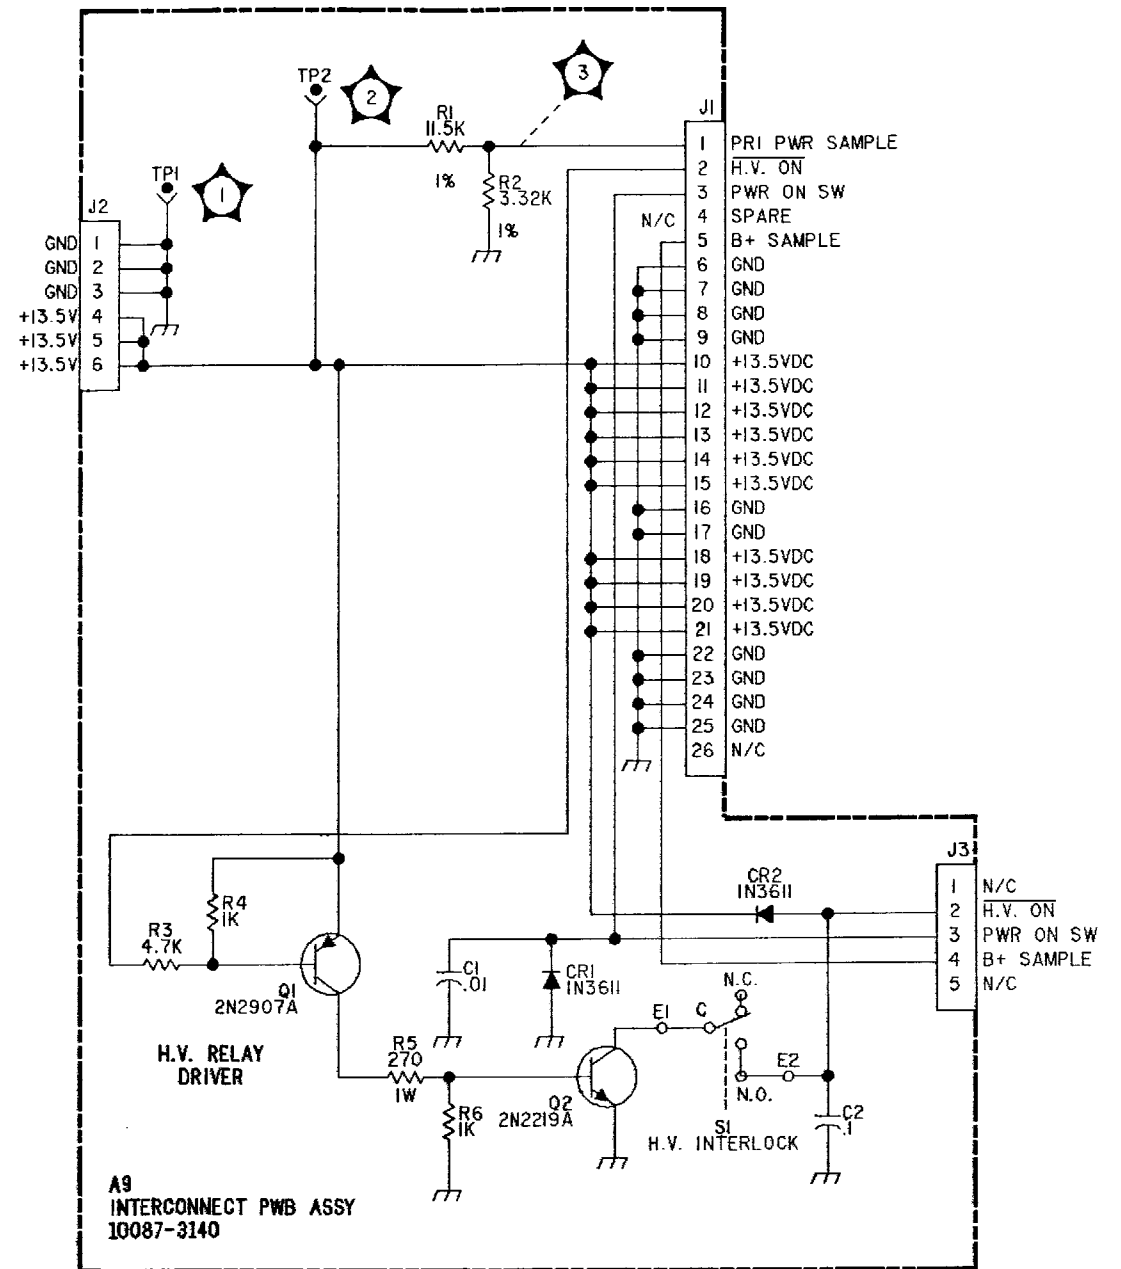 TP2
2
3
R1
11.5K
1%
R2
3.32K
1%
TP1
1
J2
GND 1
GND 2
GND 3
+13.5V 4
+13.5V 5
+13.5V 6
J1
1 PRI PWR SAMPLE
2 H.V. ON
3 PWR ON SW
N/C 4 SPARE
5 B+ SAMPLE
6 GND
7 GND
8 GND
9 GND
10 +13.5VDC
11 +13.5VDC
12 +13.5VDC
13 +13.5VDC
14 +13.5VDC
15 +13.5VDC
16 GND
17 GND
18 +13.5VDC
19 +13.5VDC
20 +13.5VDC
21 +13.5VDC
22 GND
23 GND
24 GND
25 GND
26 N/C
J3
1 N/C
2 H.V. ON
3 PWR ON SW
4 B+ SAMPLE
5 N/C
CR2
1N3611
R4
1K
R3
4.7K
Q1
2N2907A
C1
.01
CR1
1N3611
N.C.
E1
C
H.V. RELAY
DRIVER
R5
270
1W
E2
N.O.
Q2
2N2219A
R6
1K
S1
H.V. INTERLOCK
C2
.1
A9
INTERCONNECT PWB ASSY
10087-3140